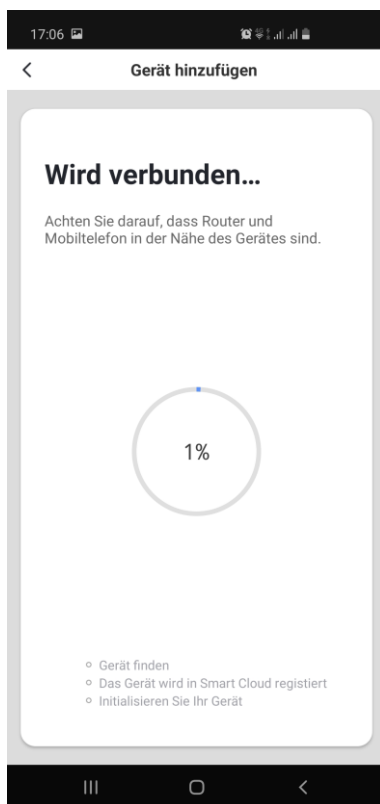 17:06
Gerät hinzufügen
Wird verbunden...
Achten Sie darauf, dass Router und
Mobiltelefon in der Nähe des Gerätes sind.
1%
Gerät finden
Das Gerät wird in Smart Cloud registiert
Initialisieren Sie Ihr Gerät